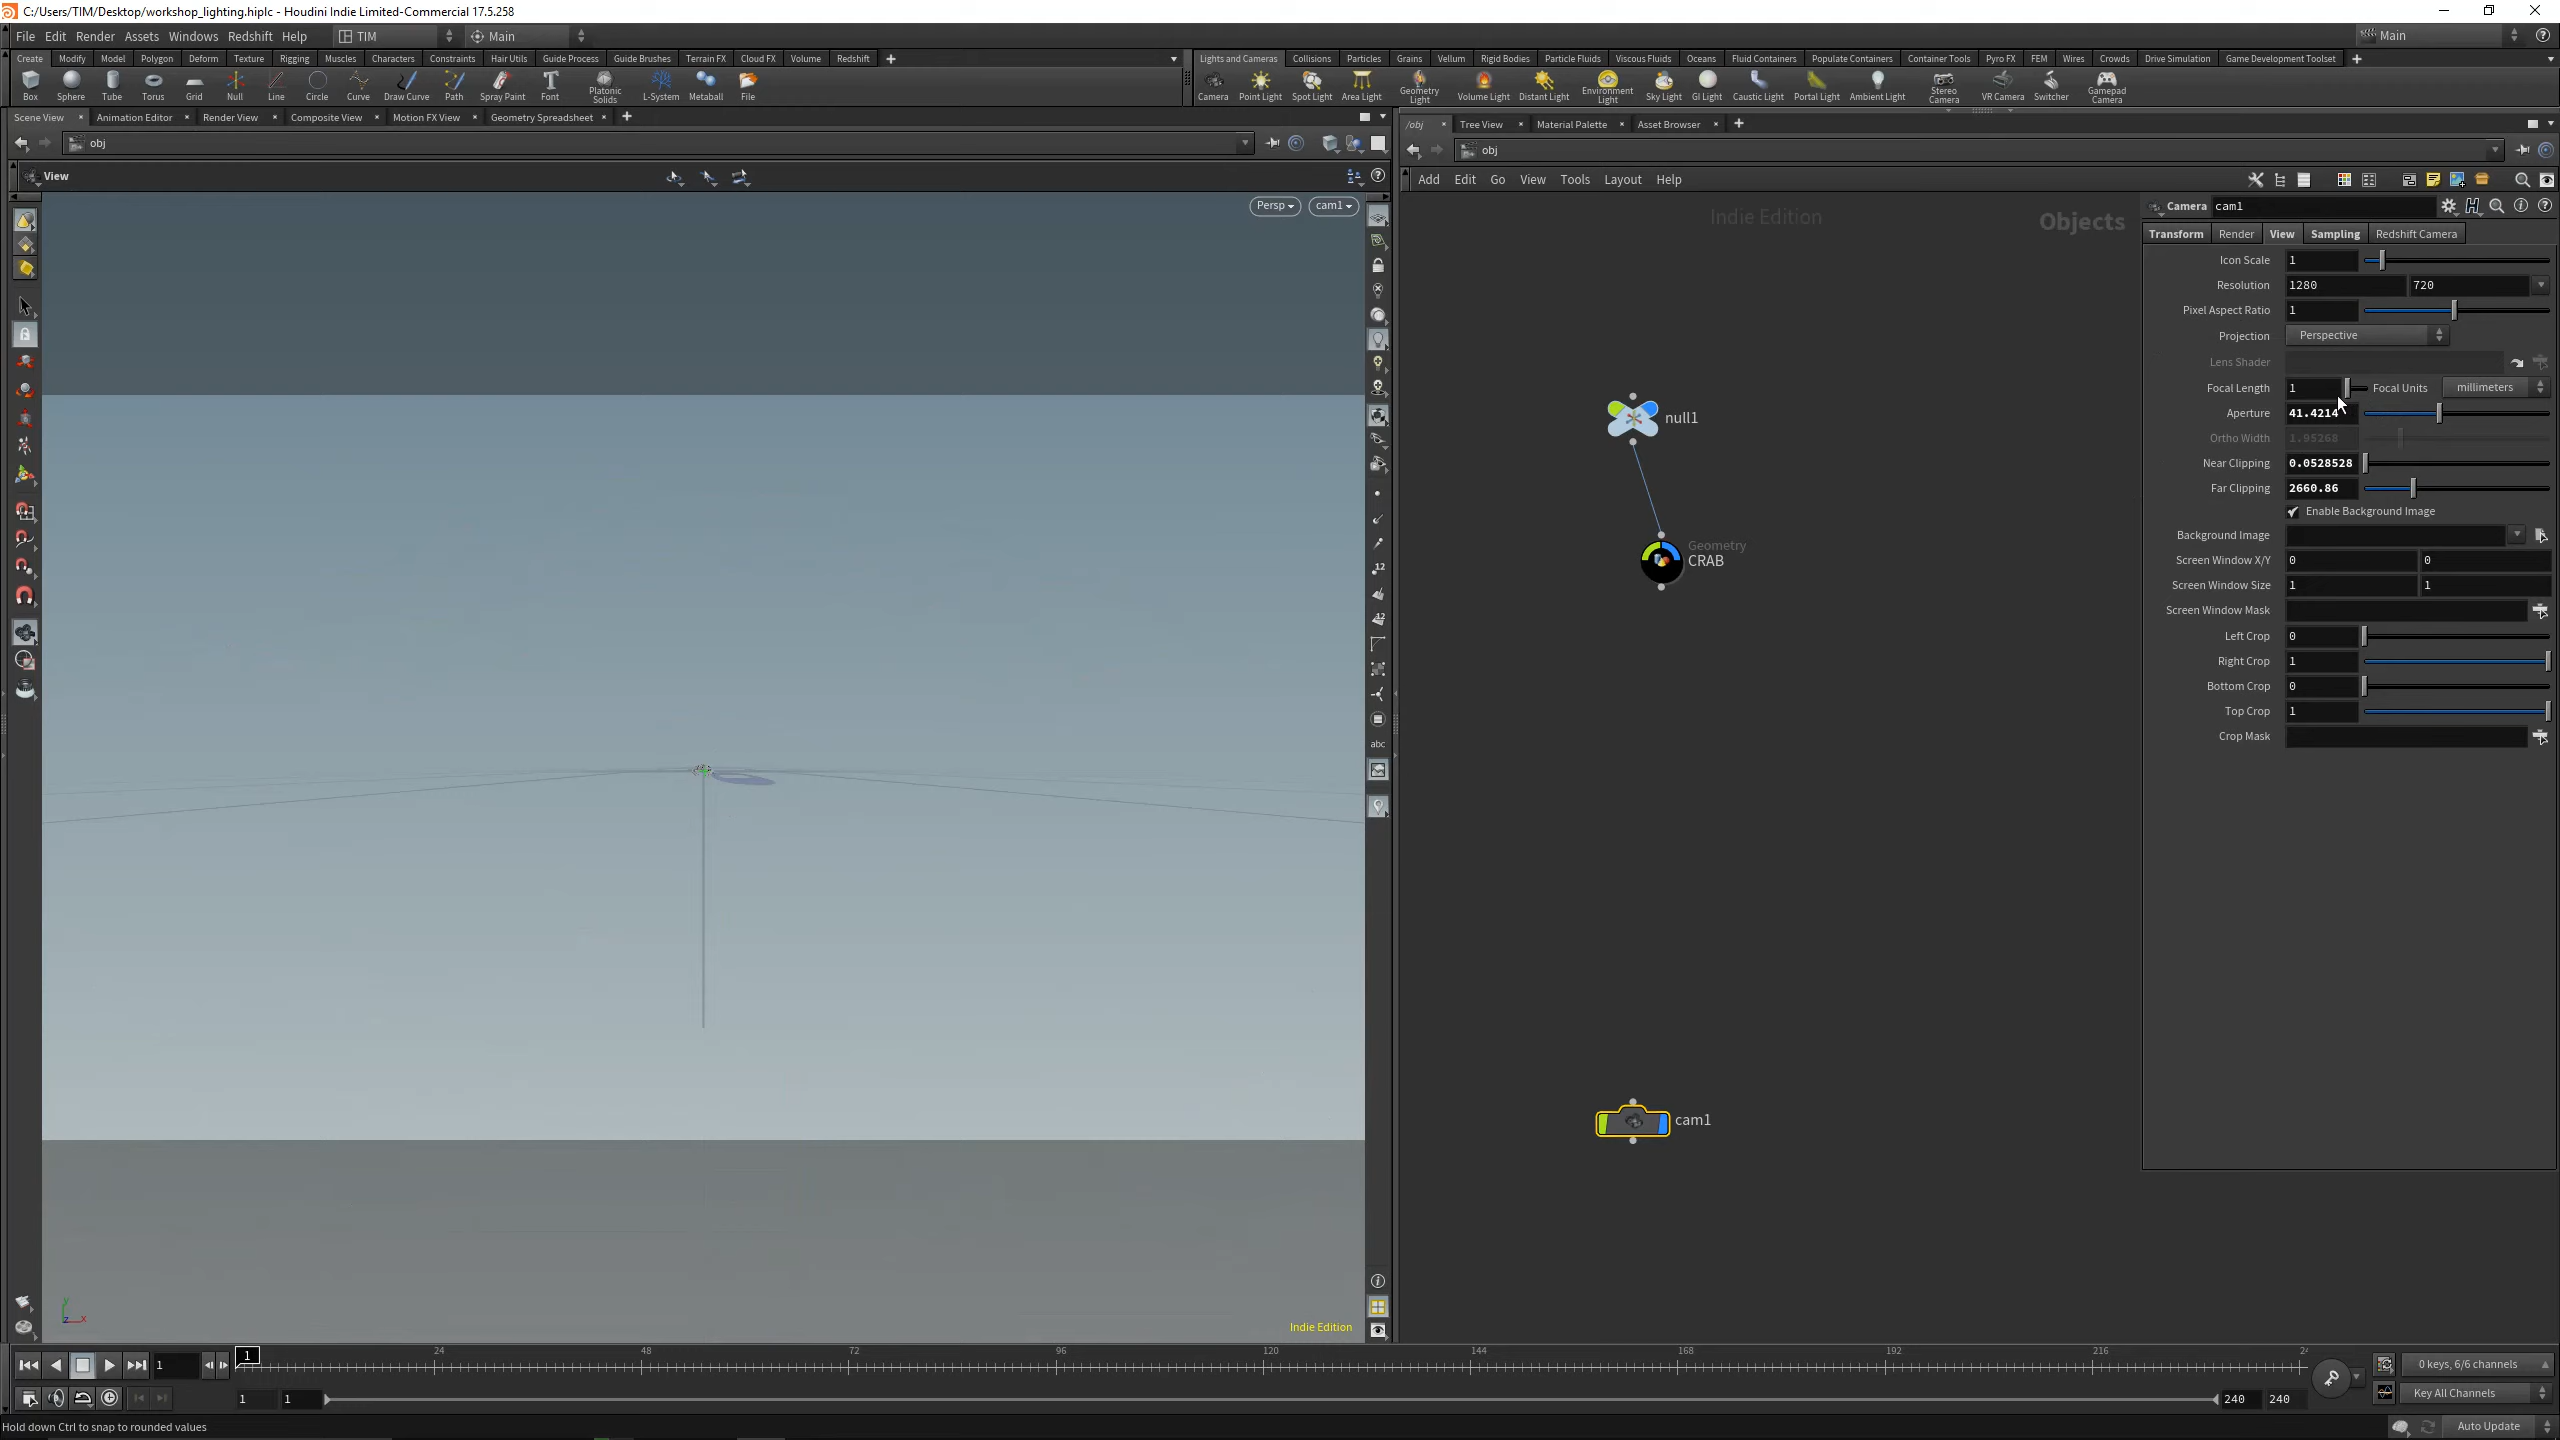 C:/Users/TIM/Desktop/workshop_lighting.hiplc - Houdini Indie Limited-Commercial 17.5.258
File Edit Render Assets Windows Redshift Help TIM Main Main
Create Modify Model Polygon Deform Texture Rigging Muscles Characters Constraints Hair Utils Guide Process Guide Brushes Terrain FX Cloud FX Volume Redshift
Lights and Cameras Collisions Particles Grains Vellum Rigid Bodies Particle Fluids Viscous Fluids Oceans Fluid Containers Populate Containers Container Tools Pyro FX FEM Wires Crowds Drive Simulation Game Development Toolset
Box Sphere Tube Torus Grid Null Line Circle Curve Draw Curve Path Spray Paint Font Platonic Solids L-System Metaball File
Camera Point Light Spot Light Area Light Geometry Light Volume Light Distant Light Environment Light Sky Light GI Light Caustic Light Portal Light Ambient Light Stereo Camera VR Camera Switcher Gamepad Camera
Scene View Animation Editor Render View Composite View Motion FX View Geometry Spreadsheet
/obj Tree View Material Palette Asset Browser
obj
obj
View
Add Edit Go View Tools Layout Help
Persp cam1
Indie Edition
Objects
Camera cam1
Transform Render View Sampling Redshift Camera
Icon Scale 1
Resolution 1280 720
Pixel Aspect Ratio 1
Projection Perspective
Lens Shader
Focal Length 1 Focal Units millimeters
Aperture 41.4214
Ortho Width 1.95268
Near Clipping 0.0528528
Far Clipping 2660.86
Enable Background Image
Background Image
Screen Window X/Y 0 0
Screen Window Size 1 1
Screen Window Mask
Left Crop 0
Right Crop 1
Bottom Crop 0
Top Crop 1
Crop Mask
null1
Geometry
CRAB
cam1
12
12
abc
y
z x
Indie Edition
1 1 24 48 72 96 120 144 168 192 216 24
0 keys, 6/6 channels
1 1 240 240
Key All Channels
Hold down Ctrl to snap to rounded values
Auto Update